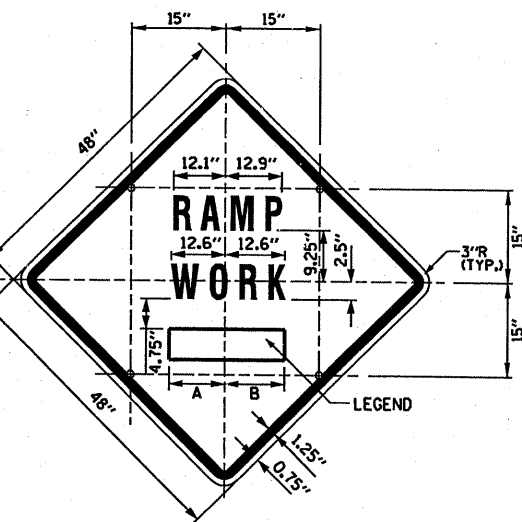 15" 15"
48"
12.1" 12.9"
RAMP
12.6" 12.6"
9.25" 2.5"
15"
3"R
(TYP.)
WORK
4.75"
15"
A B
LEGEND
48"
1.25"
0.75"